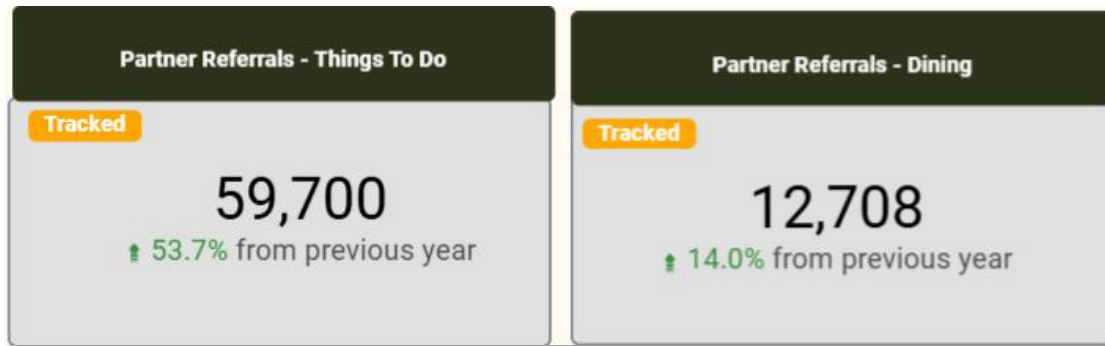 Partner Referrals - Things To Do
Tracked
59,700
53.7% from previous year
Partner Referrals - Dining
Tracked
12,708
14.0% from previous year